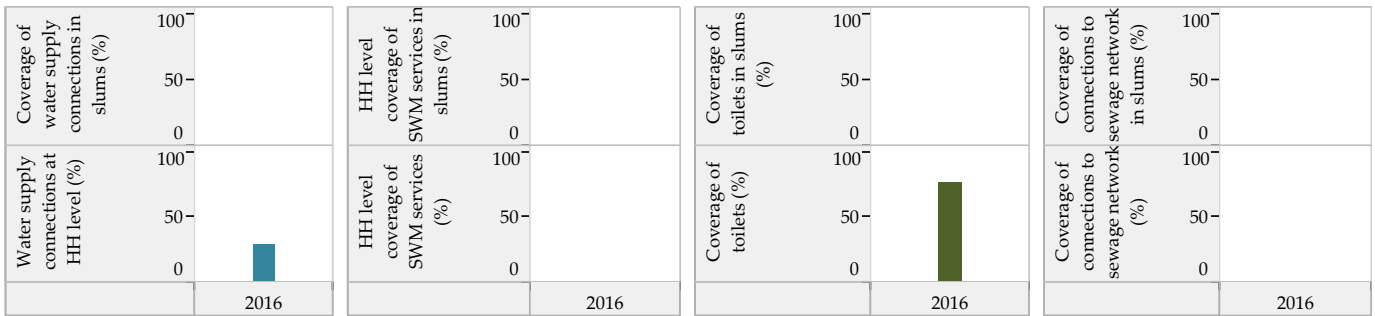 Coverage of
water supply
connections in
slums (%)
100
50
0
Water supply
connections at
HH level (%)
100
50
0
2016
HH level
coverage of
SWM services in
slums (%)
100
50
0
HH level
coverage of
SWM services
(%)
100
50
0
2016
Coverage of
toilets in slums
(%)
100
50
0
Coverage of
toilets (%)
100
50
0
2016
Coverage of
connections to
sewage network
in slums (%)
100
50
0
Coverage of
connections to
sewage network
(%)
100
50
0
2016